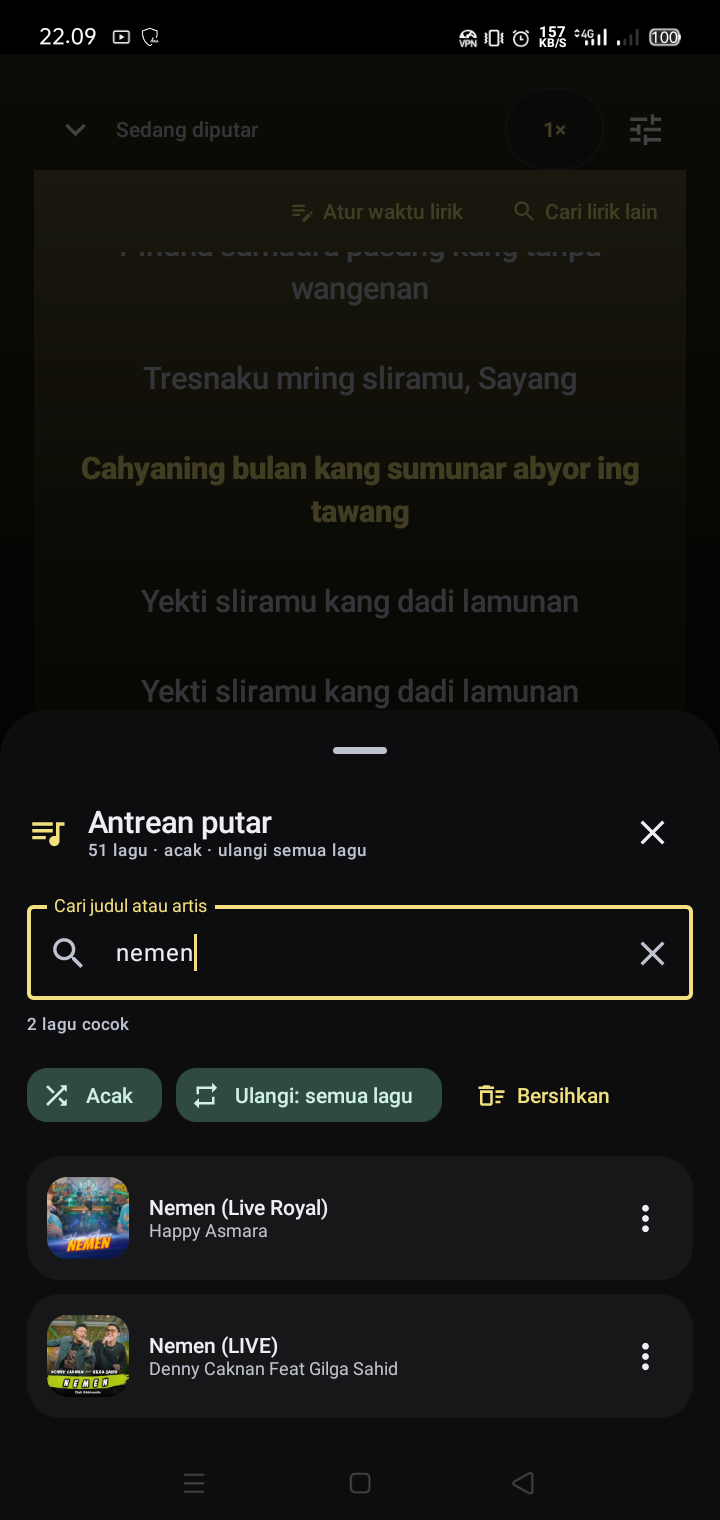 22.09
VPN
157
KB/S
4G
100
Sedang diputar
1×
Atur waktu lirik
Cari lirik lain
wangenan
Tresnaku mring sliramu, Sayang
Cahyaning bulan kang sumunar abyor ing
tawang
Yekti sliramu kang dadi lamunan
Yekti sliramu kang dadi lamunan
Antrean putar
51 lagu · acak · ulangi semua lagu
Cari judul atau artis
nemen
2 lagu cocok
Acak
Ulangi: semua lagu
Bersihkan
NEMEN
Nemen (Live Royal)
Happy Asmara
NEMEN
Nemen (LIVE)
Denny Caknan Feat Gilga Sahid